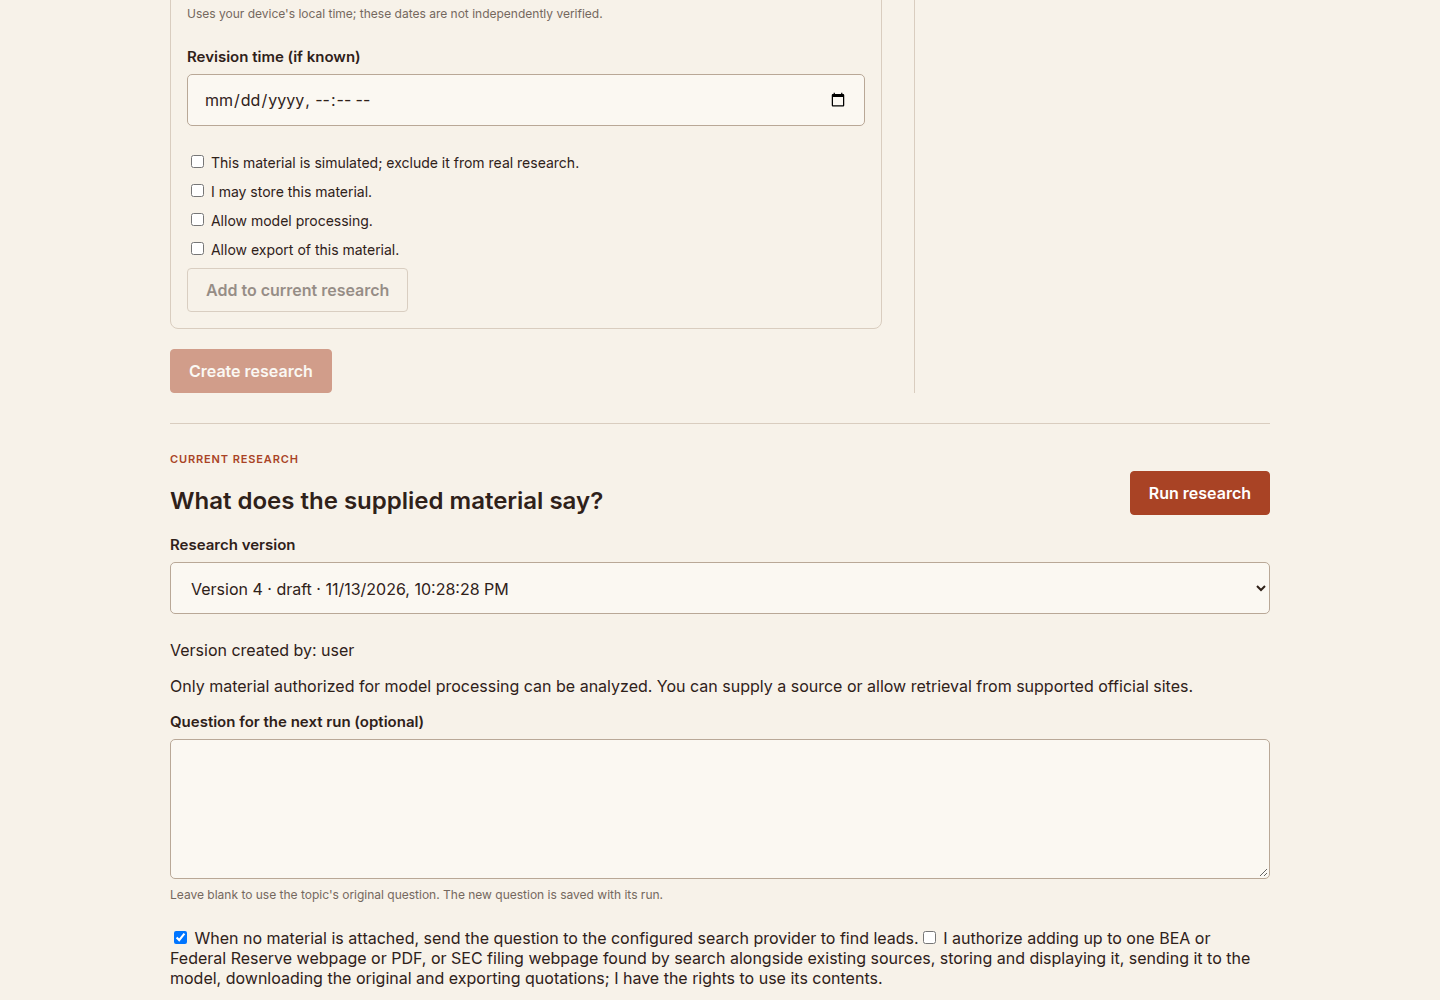 Uses your device's local time; these dates are not independently verified.
Revision time (if known)
mm/dd/yyyy, --:-- --
This material is simulated; exclude it from real research.
I may store this material.
Allow model processing.
Allow export of this material.
Add to current research
Create research
CURRENT RESEARCH
What does the supplied material say?
Run research
Research version
Version 4 · draft · 11/13/2026, 10:28:28 PM
Version created by: user
Only material authorized for model processing can be analyzed. You can supply a source or allow retrieval from supported official sites.
Question for the next run (optional)
Leave blank to use the topic's original question. The new question is saved with its run.
When no material is attached, send the question to the configured search provider to find leads. I authorize adding up to one BEA or
Federal Reserve webpage or PDF, or SEC filing webpage found by search alongside existing sources, storing and displaying it, sending it to the
model, downloading the original and exporting quotations; I have the rights to use its contents.